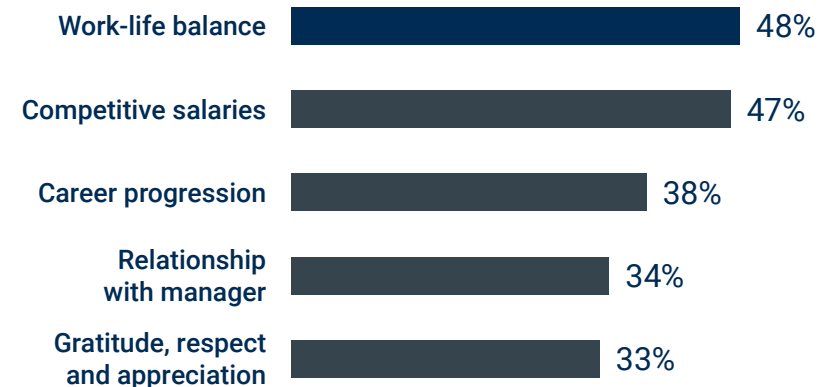 Work-life balance 48%
Competitive salaries 47%
Career progression 38%
Relationship
with manager 34%
Gratitude, respect
and appreciation 33%